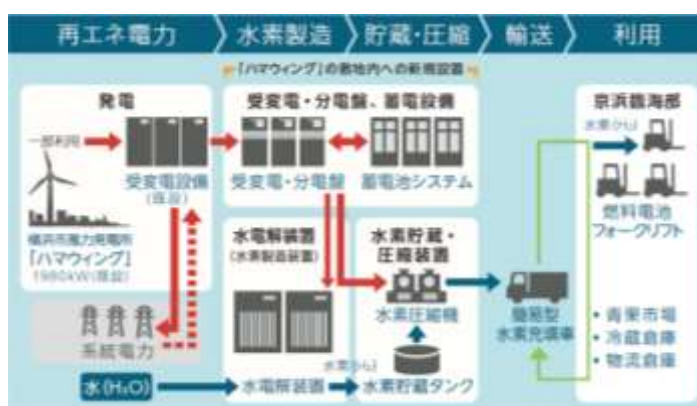 再エネ電力
水素製造
貯蔵・圧縮
輸送
利用
「ハマウィング」の敷地内への新規設置
発電
一部利用
受変電設備
(既設)
横浜市風力発電所
「ハマウィング」
1980kW(既設)
系統電力
水(H₂O)
受変電・分電盤、蓄電設備
受変電・分電盤
蓄電池システム
水電解装置
(水素製造装置)
水電解装置
水素貯蔵・
圧縮装置
水素圧縮機
水素(H₂)
水素貯蔵タンク
簡易型
水素充填車
京浜臨海部
水素(H₂)
燃料電池
フォークリフト
・青果市場
・冷蔵倉庫
・物流倉庫